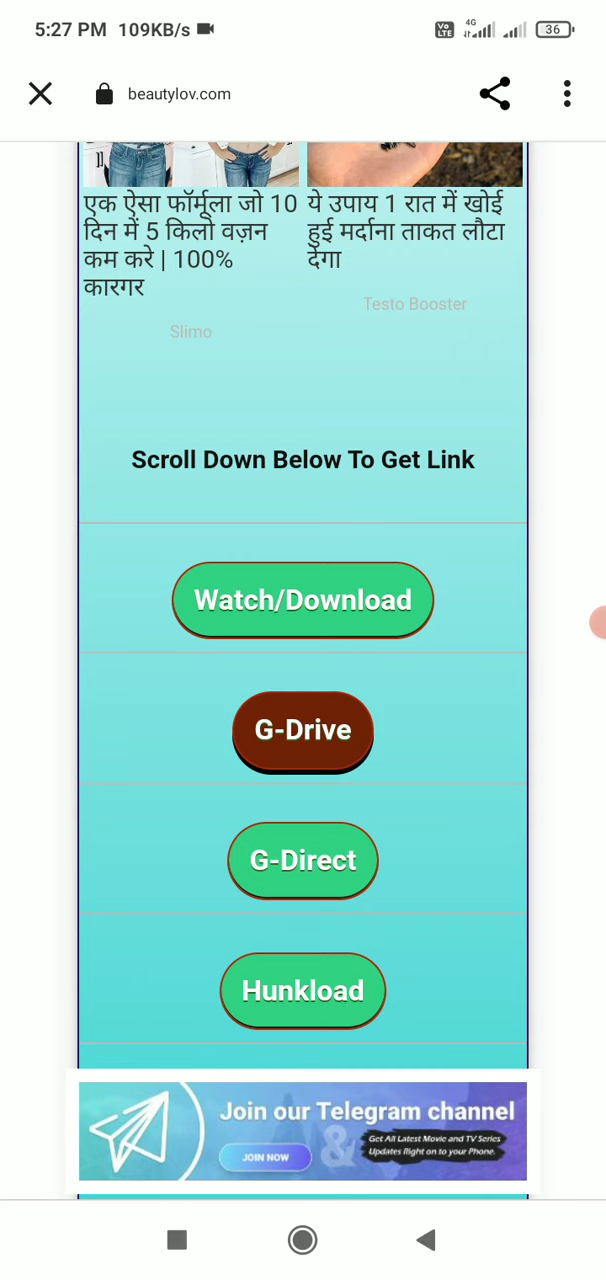 5:27 PM 109KB/s
Vo LTE 4G 36
beautylov.com
एक ऐसा फॉर्मूला जो 10
दिन में 5 किलो वज़न
कम करे | 100%
कारगर
Slimo
ये उपाय 1 रात में खोई
हुई मर्दाना ताकत लौटा
देगा
Testo Booster
Scroll Down Below To Get Link
Watch/Download
G-Drive
G-Direct
Hunkload
Join our Telegram channel
JOIN NOW
&
Get All Latest Movie and TV Series
Updates Right on to your Phone.